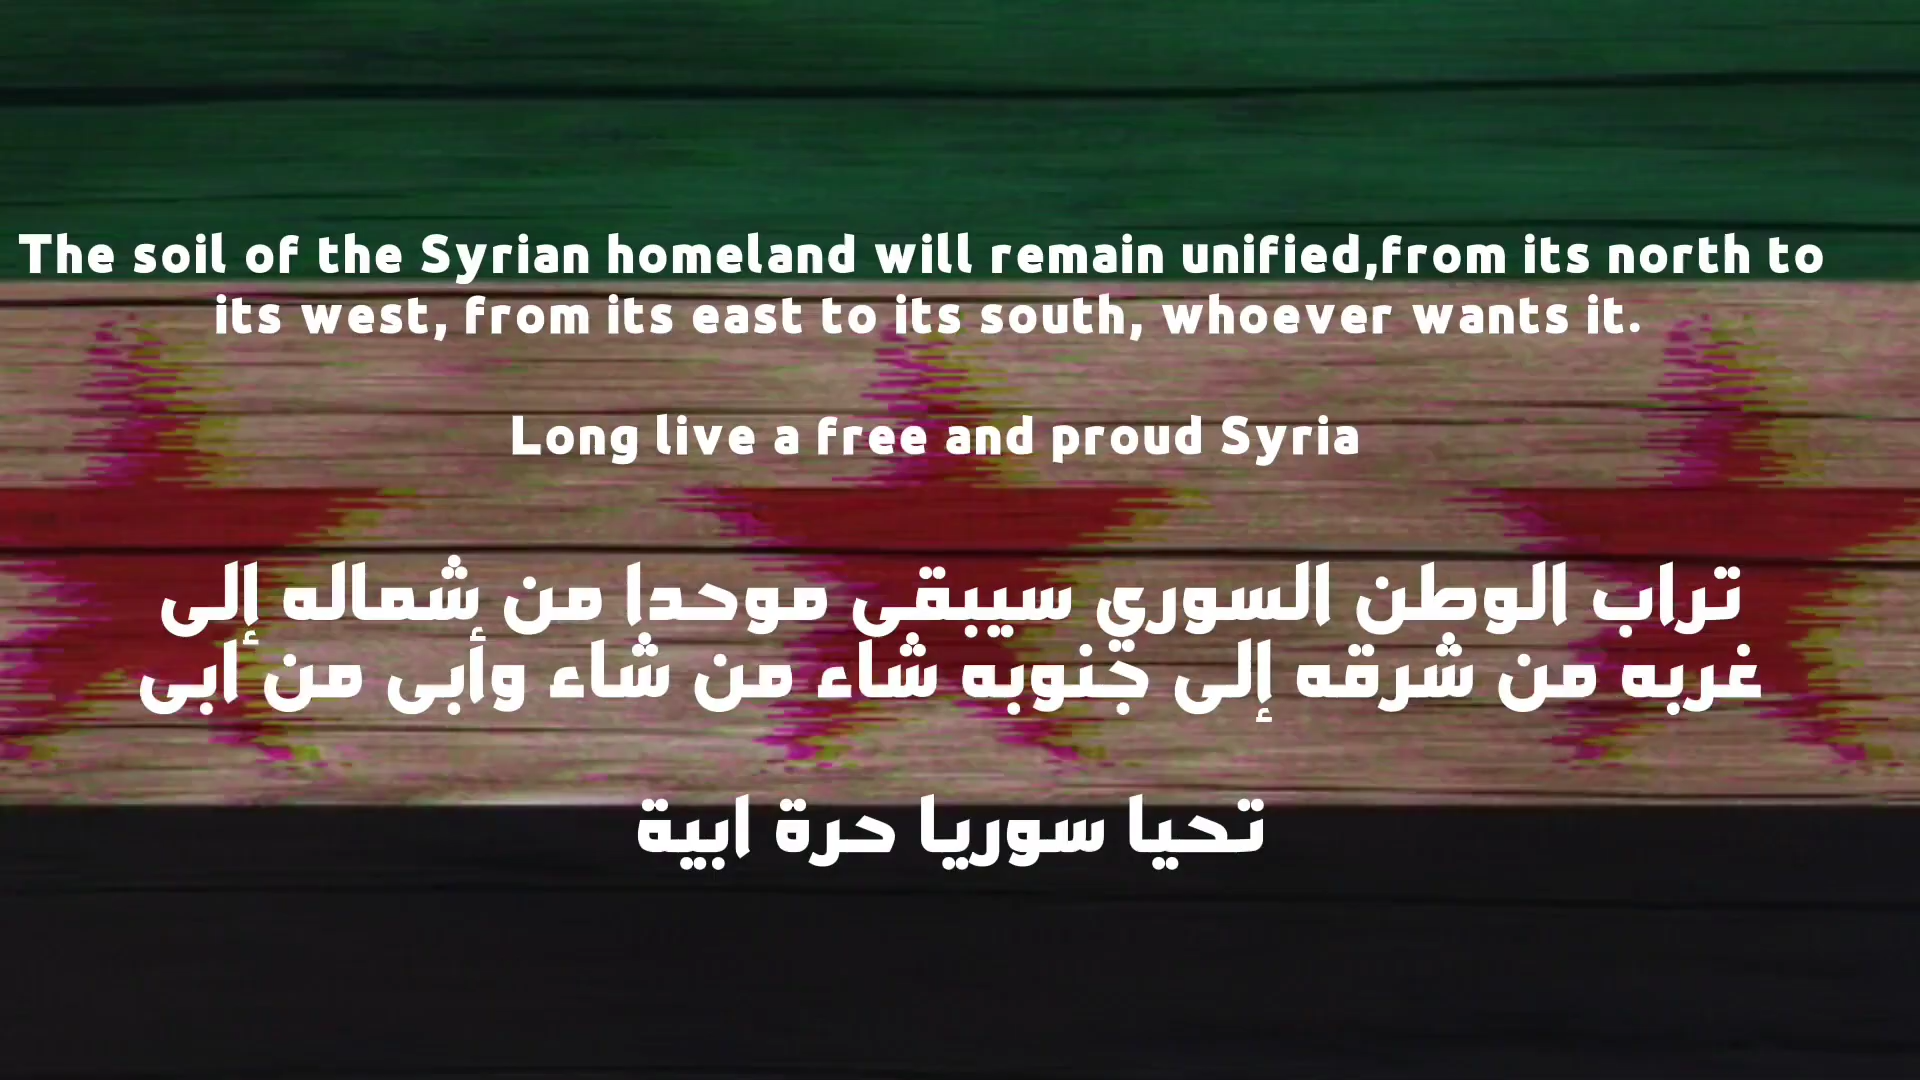 The soil of the Syrian homeland will remain unified,from its north to
its west, from its east to its south, whoever wants it.
Long live a free and proud Syria
تراب الوطن السوري سيبقى موحدا من شماله إلى
غربه من شرقه إلى جنوبه شاء من شاء وأبى من ابى
تحيا سوريا حرة ابية